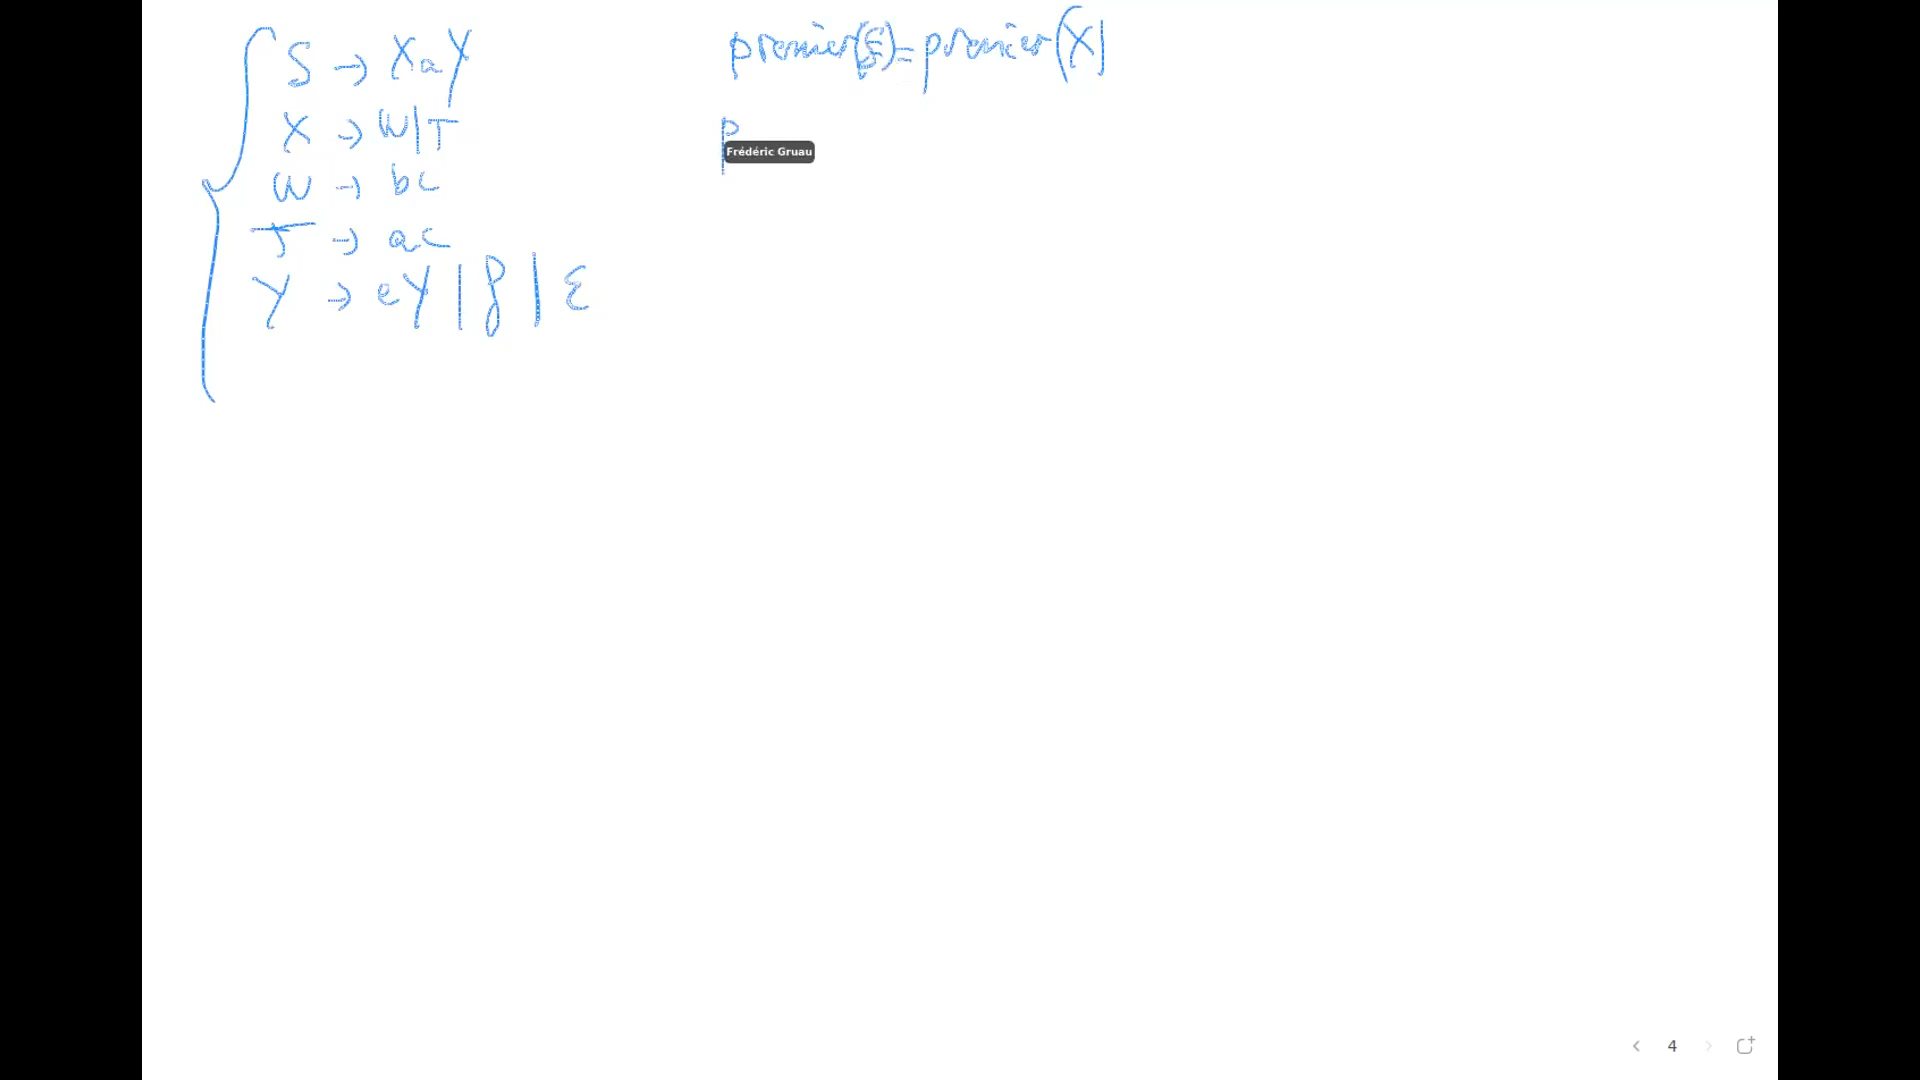 S → XaY
X → W|T
W → bc
T → ac
Y → eY | f | ε
premier(S) = premier(X)
p
Frédéric Gruau
4